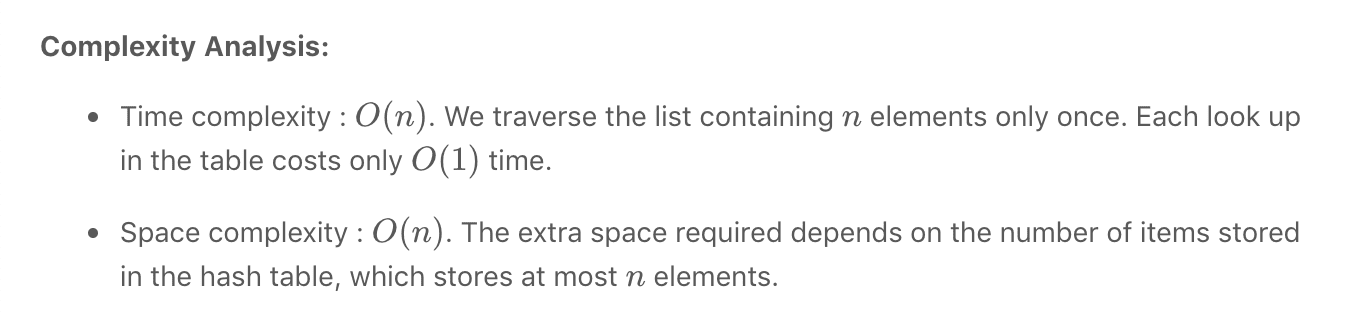 Complexity Analysis:
• Time complexity : O(n). We traverse the list containing n elements only once. Each look up
in the table costs only O(1) time.
• Space complexity : O(n). The extra space required depends on the number of items stored
in the hash table, which stores at most n elements.